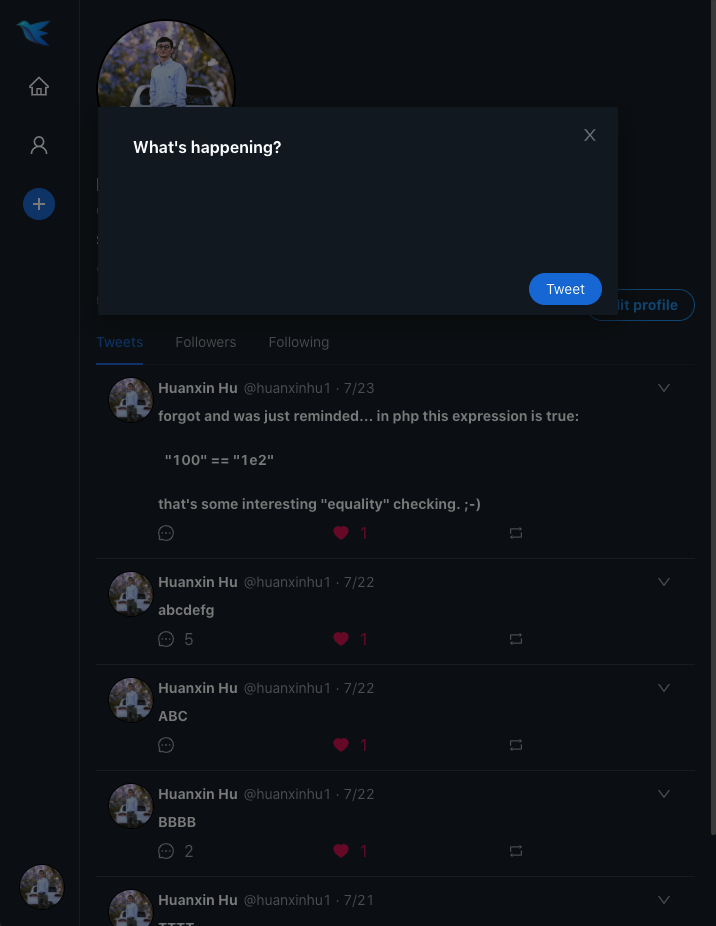 What's happening?
Tweet
it profile
Tweets Followers Following
Huanxin Hu @huanxinhu1 · 7/23
forgot and was just reminded... in php this expression is true:
"100" == "1e2"
that's some interesting "equality" checking. ;-)
1
Huanxin Hu @huanxinhu1 · 7/22
abcdefg
5 1
Huanxin Hu @huanxinhu1 · 7/22
ABC
1
Huanxin Hu @huanxinhu1 · 7/22
BBBB
2 1
Huanxin Hu @huanxinhu1 · 7/21
TTTT